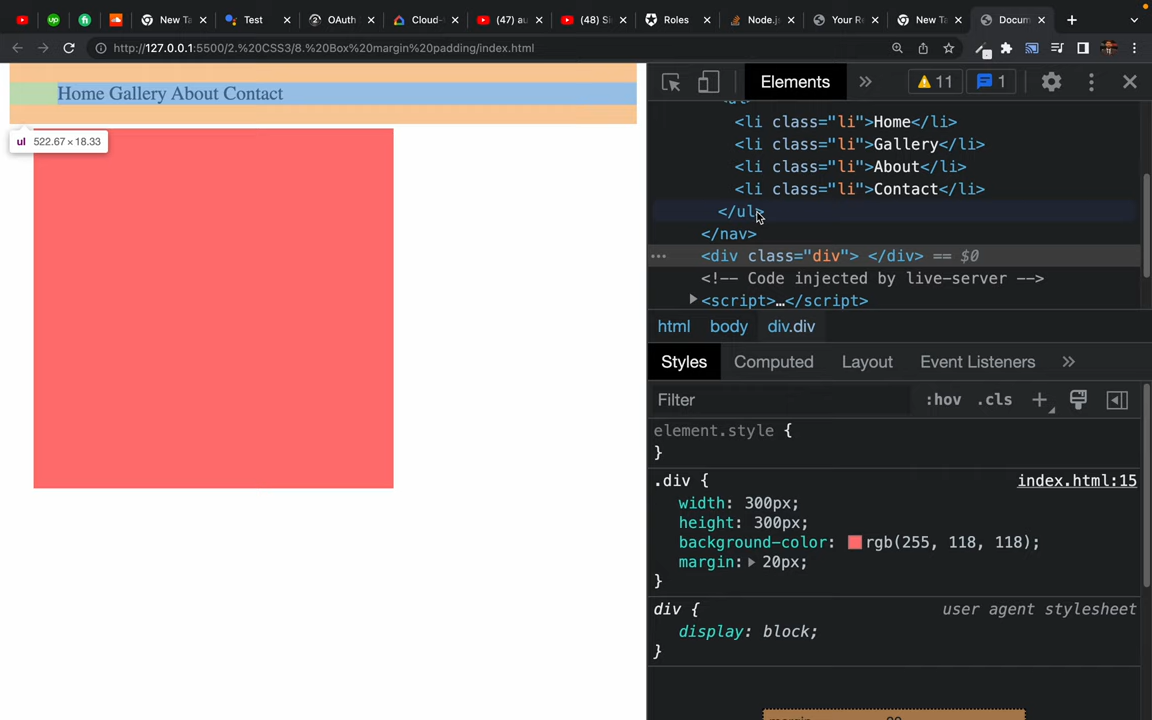 New Ta
Test
OAuth
Cloud-
(47) au
(48) Sk
Roles
Node.js
Your Re
New Ta
Docum
http://127.0.0.1:5500/2.%20CSS3/8.%20Box%20margin%20padding/index.html
Home Gallery About Contact
ul 522.67 × 18.33
Elements
11
1
<li class="li">Home</li>
<li class="li">Gallery</li>
<li class="li">About</li>
<li class="li">Contact</li>
</ul>
</nav>
<div class="div"> </div> == $0
<!-- Code injected by live-server -->
<script>…</script>
html body div.div
Styles Computed Layout Event Listeners
Filter :hov .cls
element.style {
}
.div { index.html:15
width: 300px;
height: 300px;
background-color: rgb(255, 118, 118);
margin: 20px;
}
div { user agent stylesheet
display: block;
}